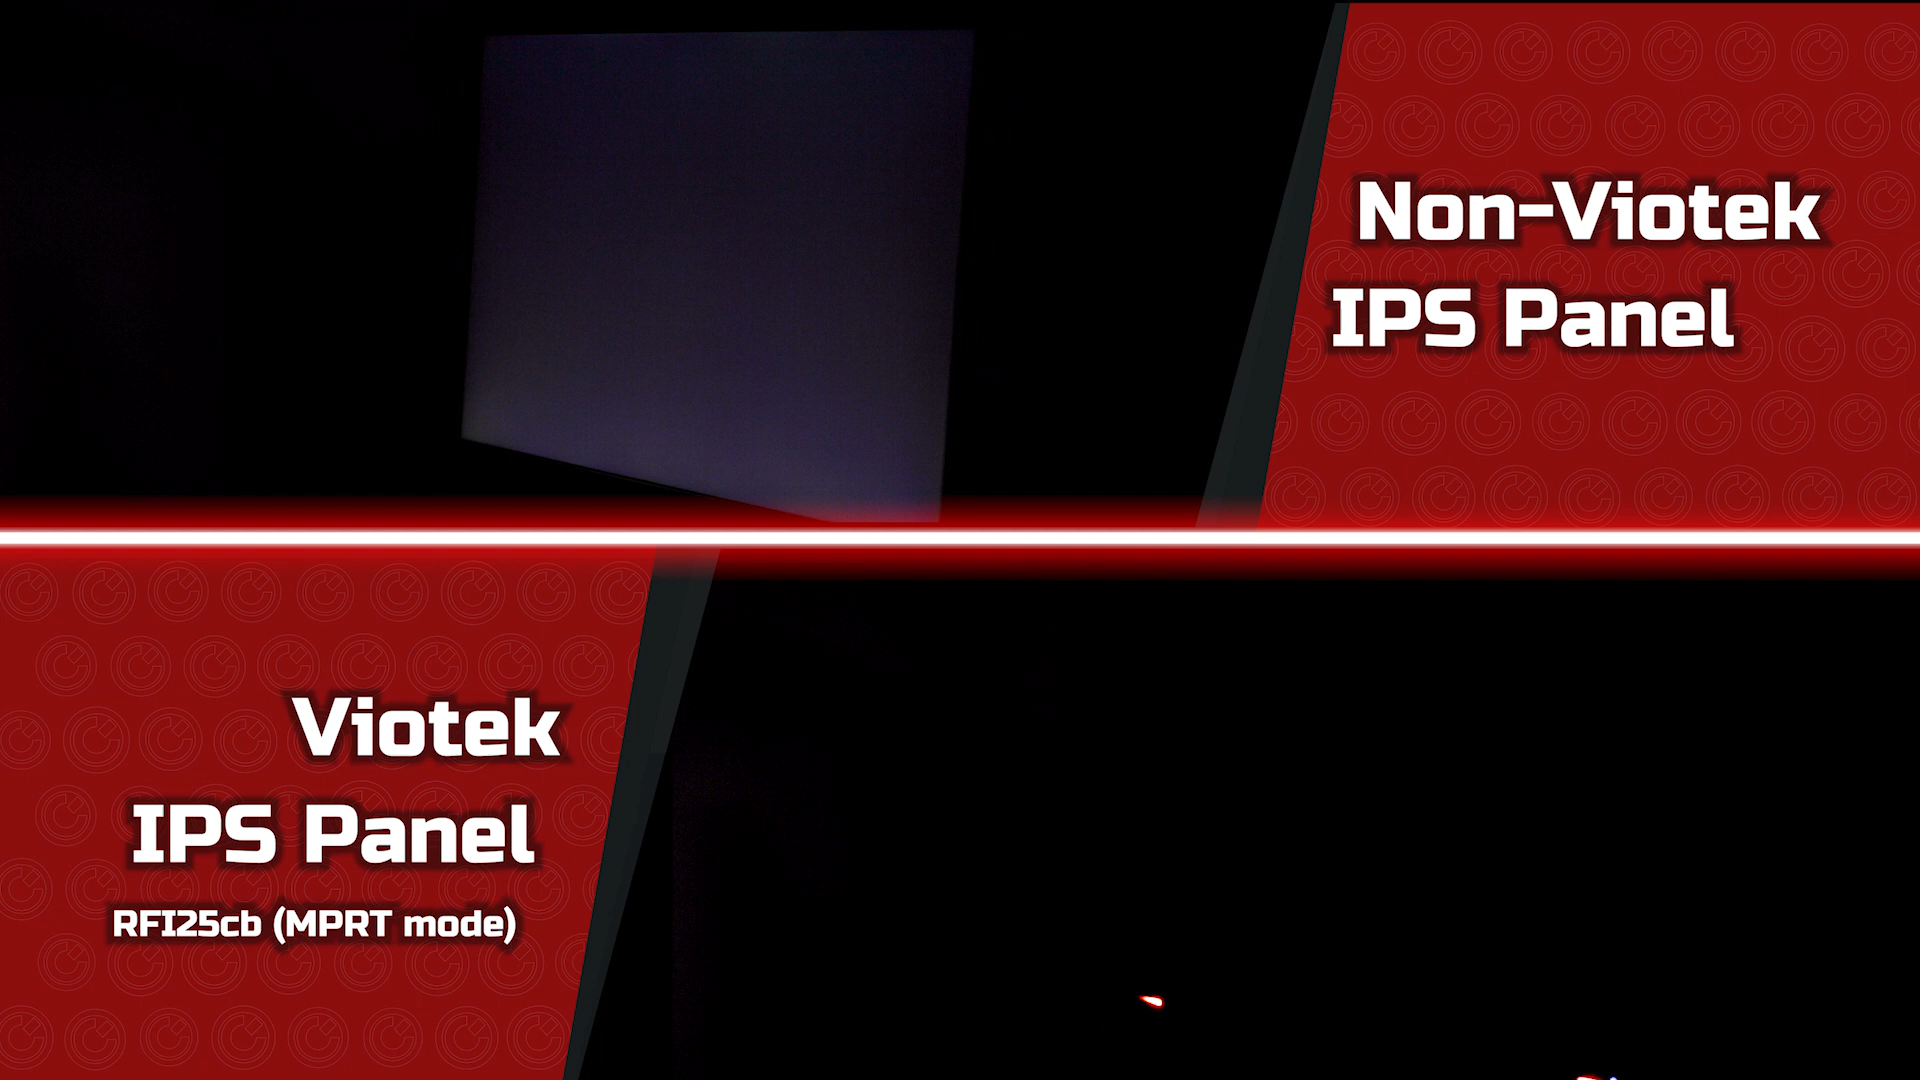 Non-Viotek
IPS Panel
Viotek
IPS Panel
RFI25cb (MPRT mode)